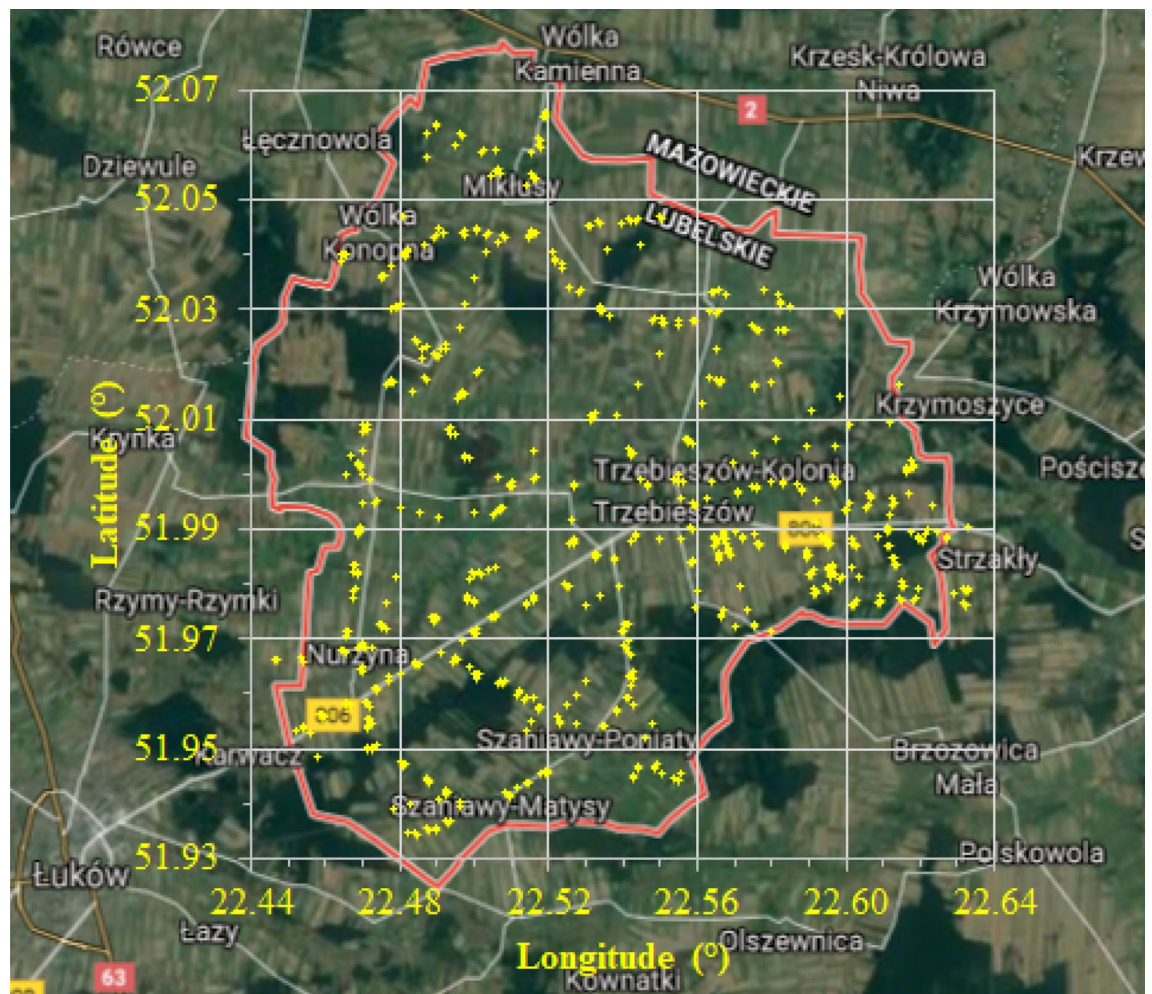 Rówce
Wólka
Kamienna
Krzesk-Królowa
Niwa
52.07
2
Łęcznowola
MAZOWIECKIE
Krzew
Dziewule
52.05
Mikłusy
Wólka
Konopna
LUBELSKIE
Wólka
Krzymowska
52.03
52.01
Krzymoszyce
Krynka
Pościsze
Latitude (°)
Trzebieszów-Kolonia
Trzebieszów
51.99
806
Strzakły
Rzymy-Rzymki
51.97
Nurzyna
806
Szaniawy-Poniaty
51.95
Karwacz
Brzozowica
Mała
Szaniawy-Matysy
51.93
Polskowola
Łuków
22.44
22.48
22.52
22.56
22.60
22.64
Łazy
Olszewnica
Longitude (°)
63
Kownatki